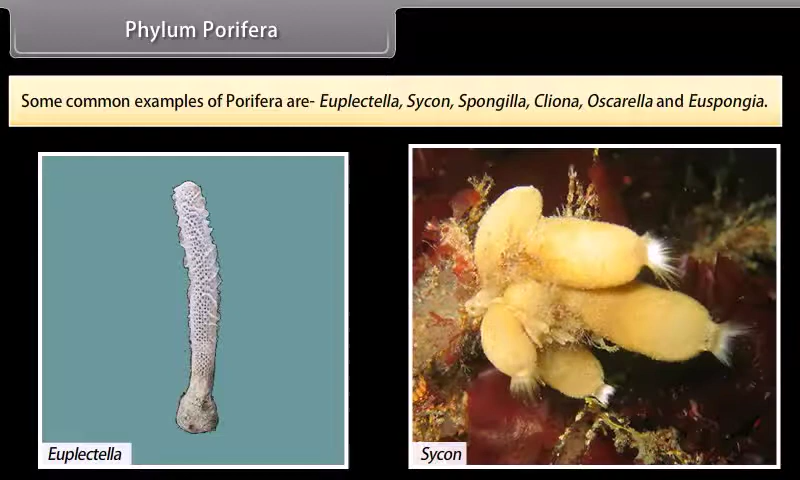 Phylum Porifera
Some common examples of Porifera are- Euplectella, Sycon, Spongilla, Cliona, Oscarella and Euspongia.
Euplectella
Sycon